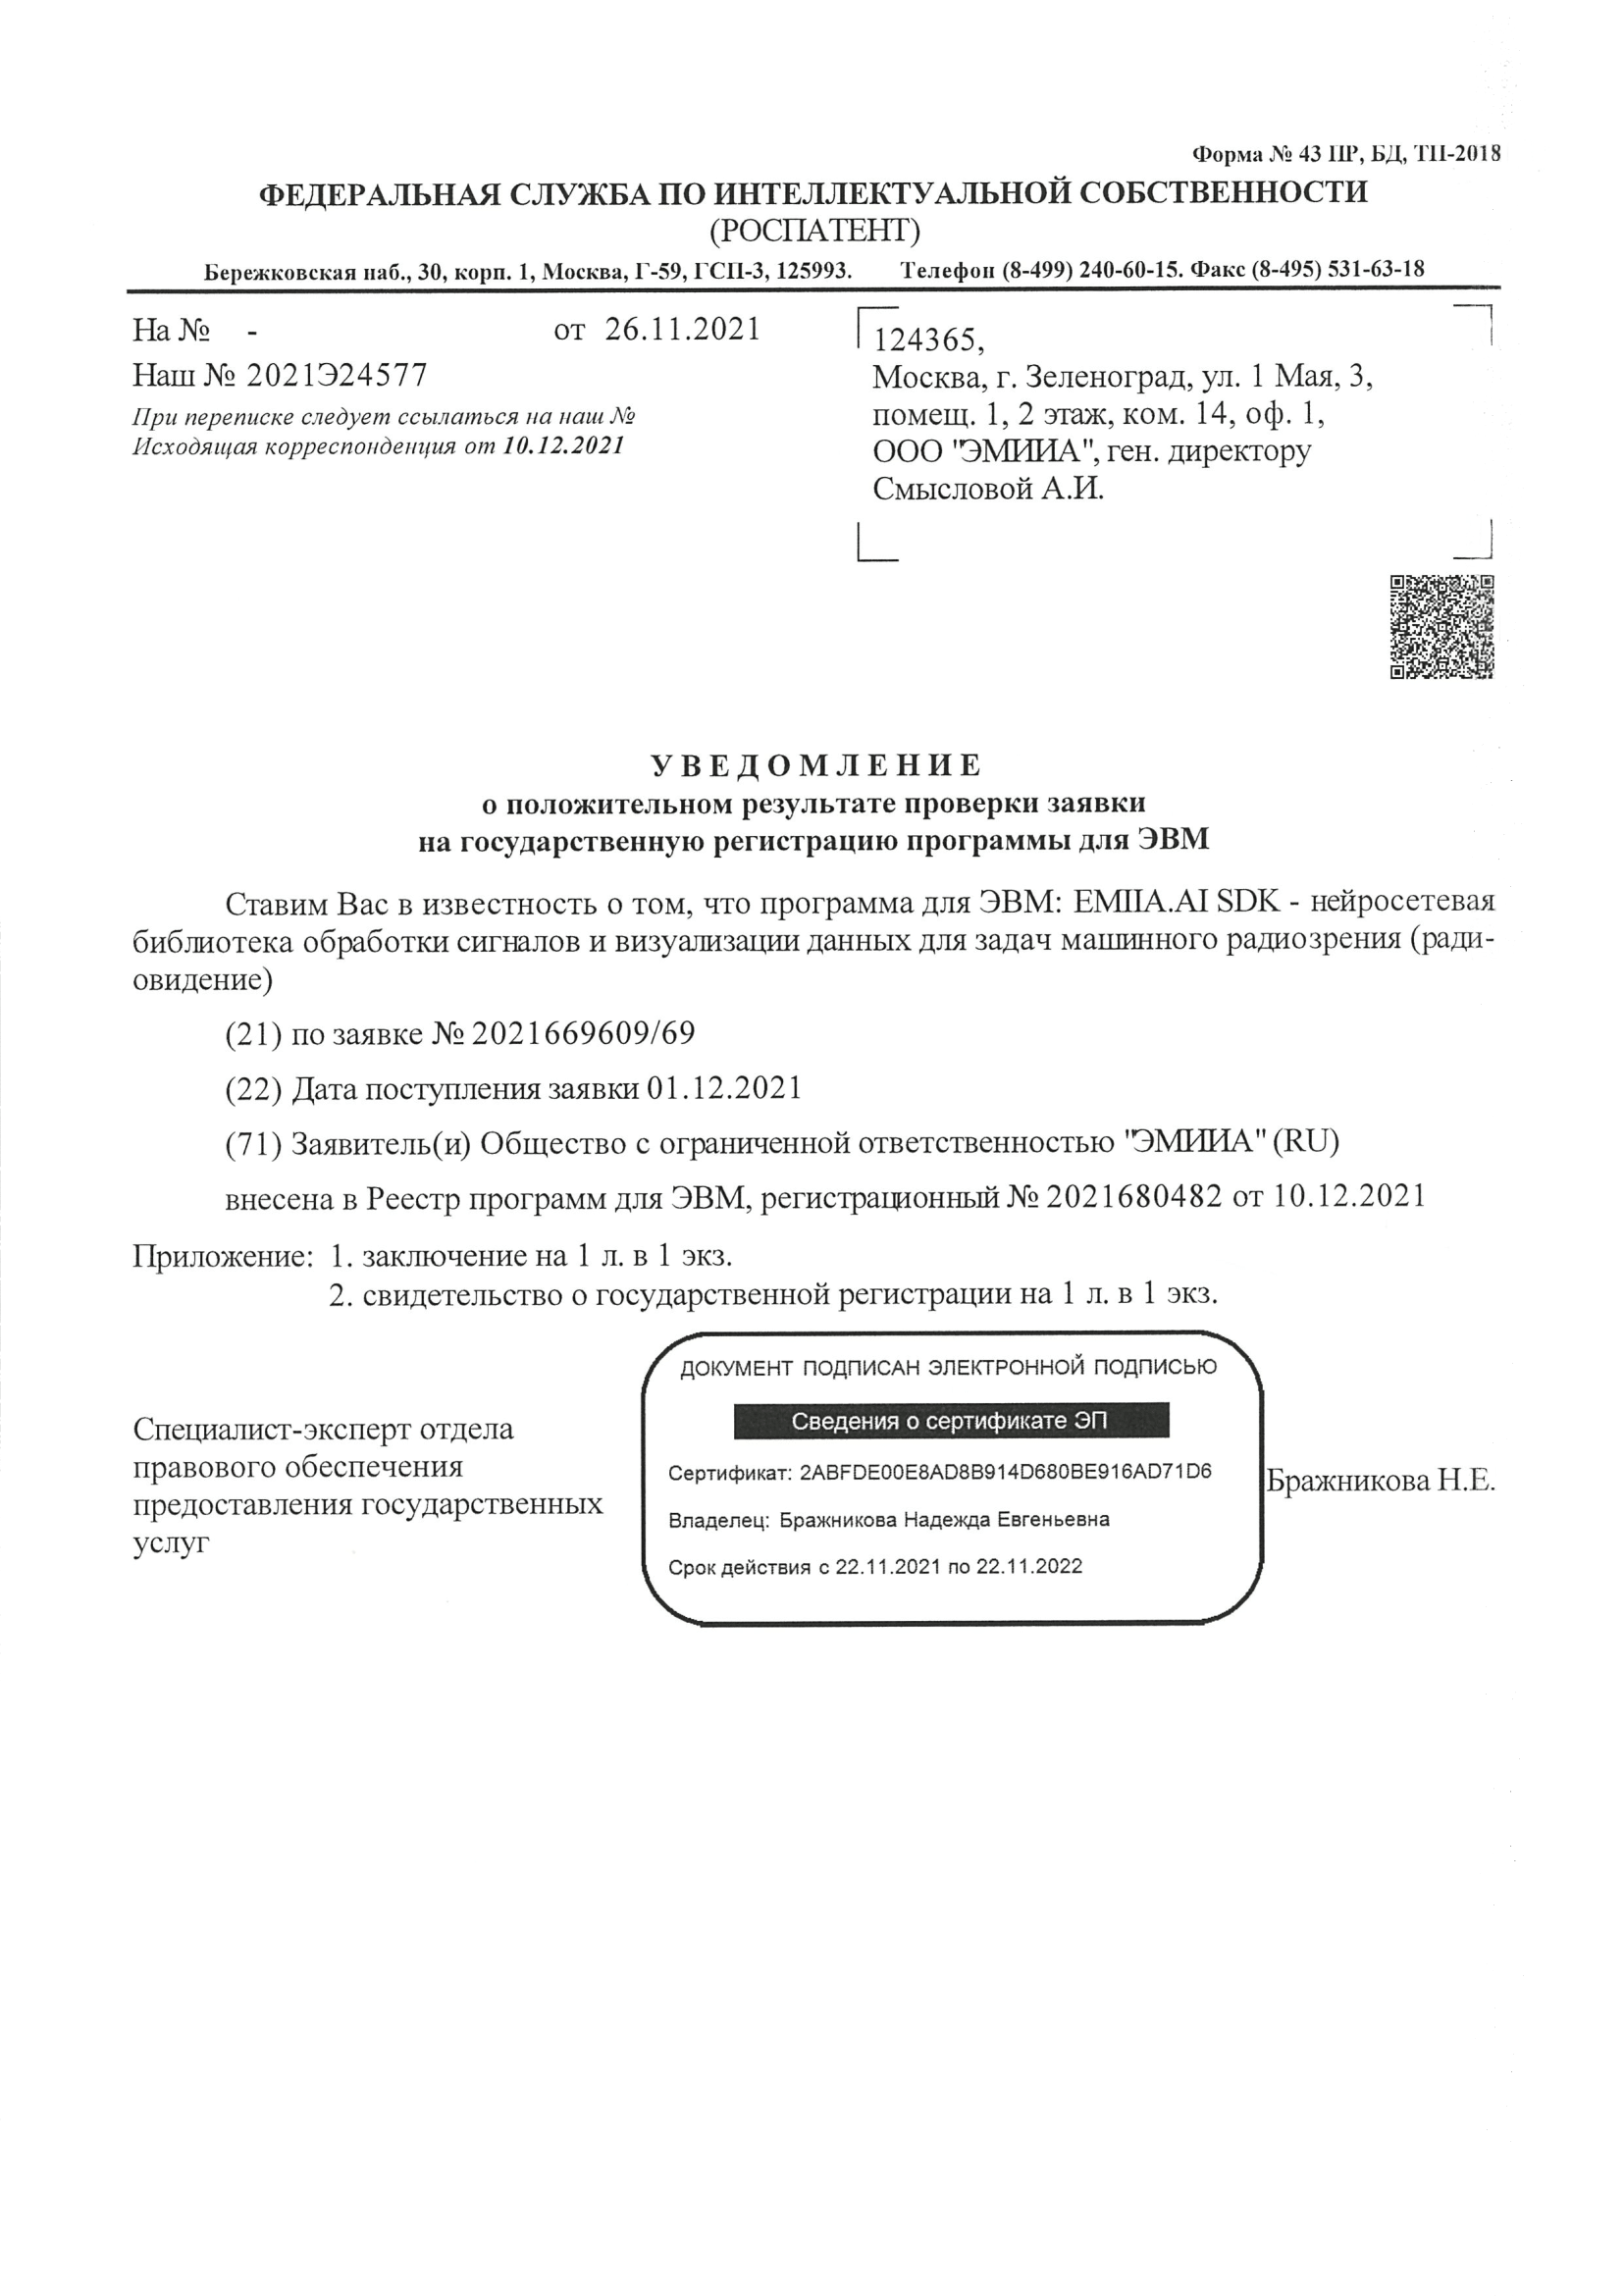 Форма № 43 ПР, БД, ТП-2018
ФЕДЕРАЛЬНАЯ СЛУЖБА ПО ИНТЕЛЛЕКТУАЛЬНОЙ СОБСТВЕННОСТИ
(РОСПАТЕНТ)
Бережковская наб., 30, корп. 1, Москва, Г-59, ГСП-3, 125993. Телефон (8-499) 240-60-15. Факс (8-495) 531-63-18
На № - от 26.11.2021
Наш № 2021Э24577
При переписке следует ссылаться на наш №
Исходящая корреспонденция от 10.12.2021
124365,
Москва, г. Зеленоград, ул. 1 Мая, 3,
помещ. 1, 2 этаж, ком. 14, оф. 1,
ООО "ЭМИИА", ген. директору
Смысловой А.И.
УВЕДОМЛЕНИЕ
о положительном результате проверки заявки
на государственную регистрацию программы для ЭВМ
Ставим Вас в известность о том, что программа для ЭВМ: EMIIA.AI SDK - нейросетевая
библиотека обработки сигналов и визуализации данных для задач машинного радиозрения (ради-
овидение)
(21) по заявке № 2021669609/69
(22) Дата поступления заявки 01.12.2021
(71) Заявитель(и) Общество с ограниченной ответственностью "ЭМИИА" (RU)
внесена в Реестр программ для ЭВМ, регистрационный № 2021680482 от 10.12.2021
Приложение: 1. заключение на 1 л. в 1 экз.
2. свидетельство о государственной регистрации на 1 л. в 1 экз.
Специалист-эксперт отдела
правового обеспечения
предоставления государственных
услуг
ДОКУМЕНТ ПОДПИСАН ЭЛЕКТРОННОЙ ПОДПИСЬЮ
Сведения о сертификате ЭП
Сертификат: 2ABFDE00E8AD8B914D680BE916AD71D6
Владелец: Бражникова Надежда Евгеньевна
Срок действия с 22.11.2021 по 22.11.2022
Бражникова Н.Е.